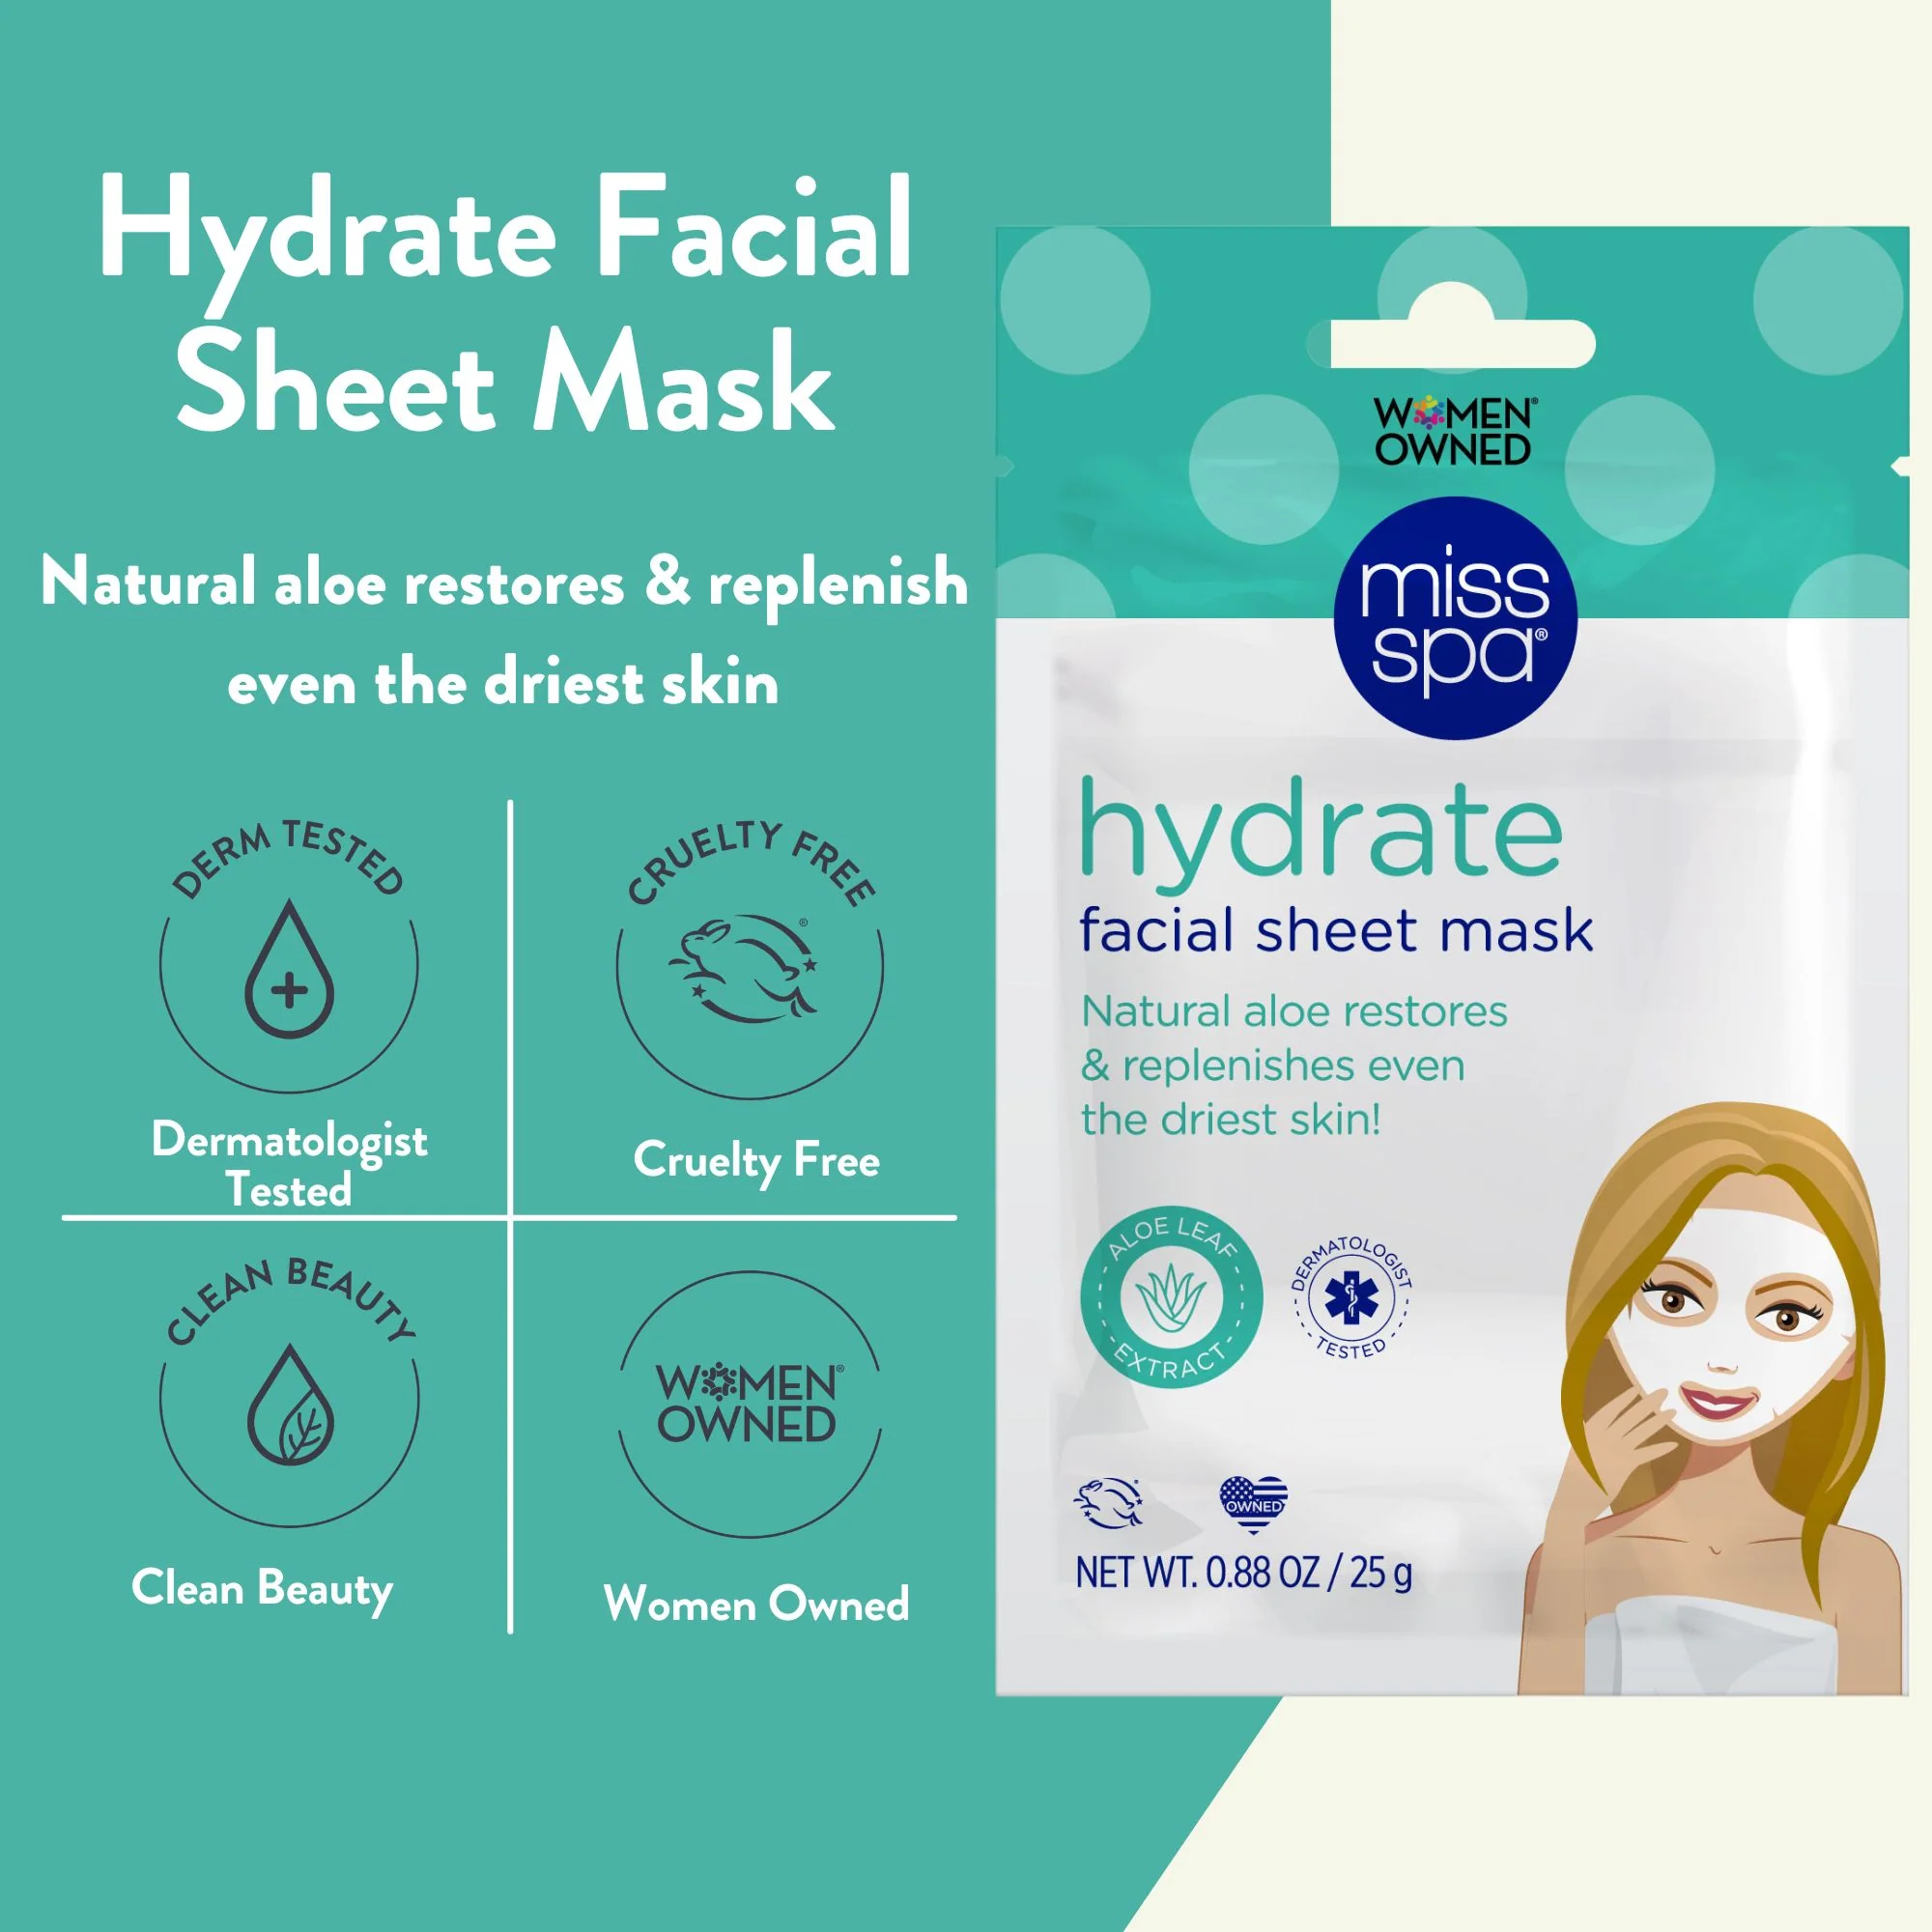 Hydrate Facial
Sheet Mask
Natural aloe restores & replenish
even the driest skin
DERM TESTED
Dermatologist
Tested
CRUELTY FREE
®
Cruelty Free
CLEAN BEAUTY
Clean Beauty
WOMEN®
OWNED
Women Owned
WOMEN®
OWNED
miss
spa®
hydrate
facial sheet mask
Natural aloe restores
& replenishes even
the driest skin!
ALOE LEAF
EXTRACT
DERMATOLOGIST
TESTED
OWNED
NET WT. 0.88 OZ / 25 g